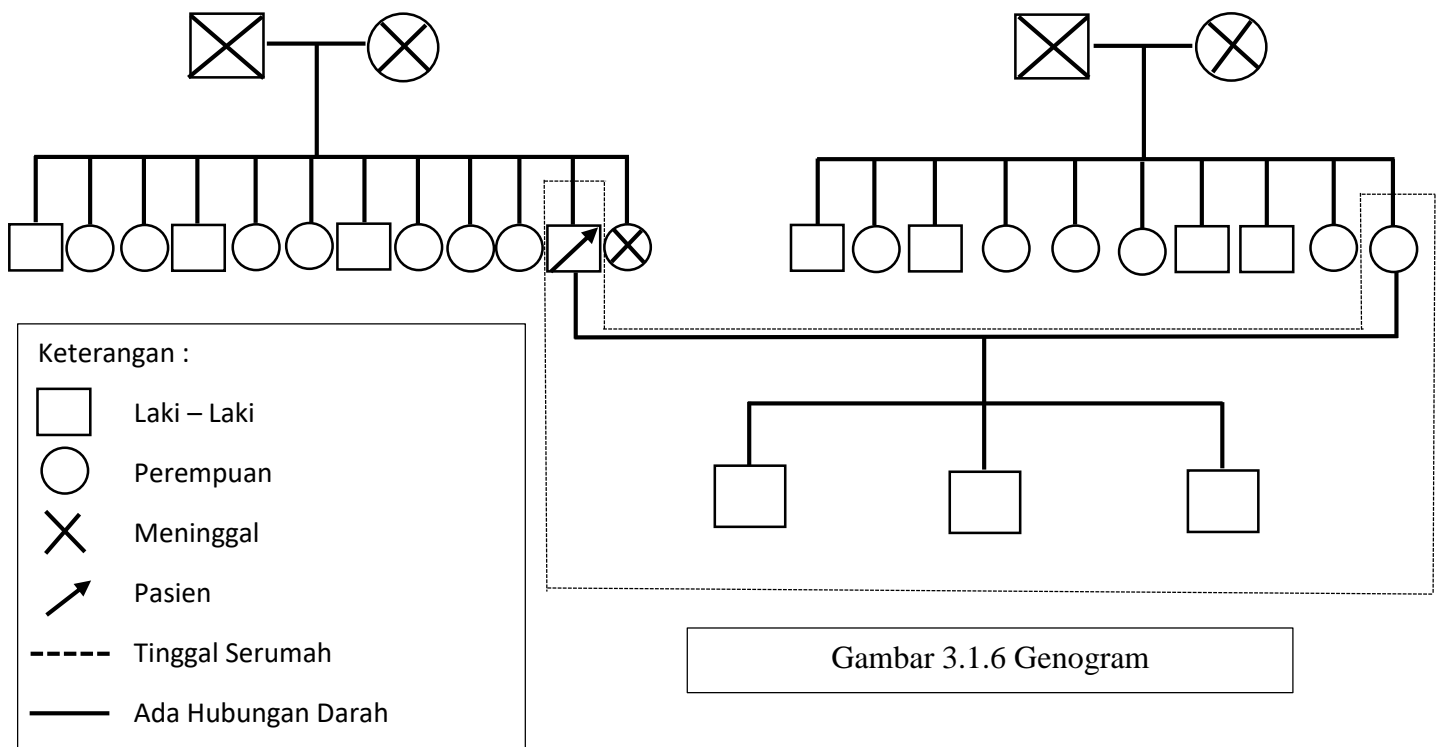 Keterangan :
Laki – Laki
Perempuan
Meninggal
Pasien
Tinggal Serumah
Ada Hubungan Darah
Gambar 3.1.6 Genogram